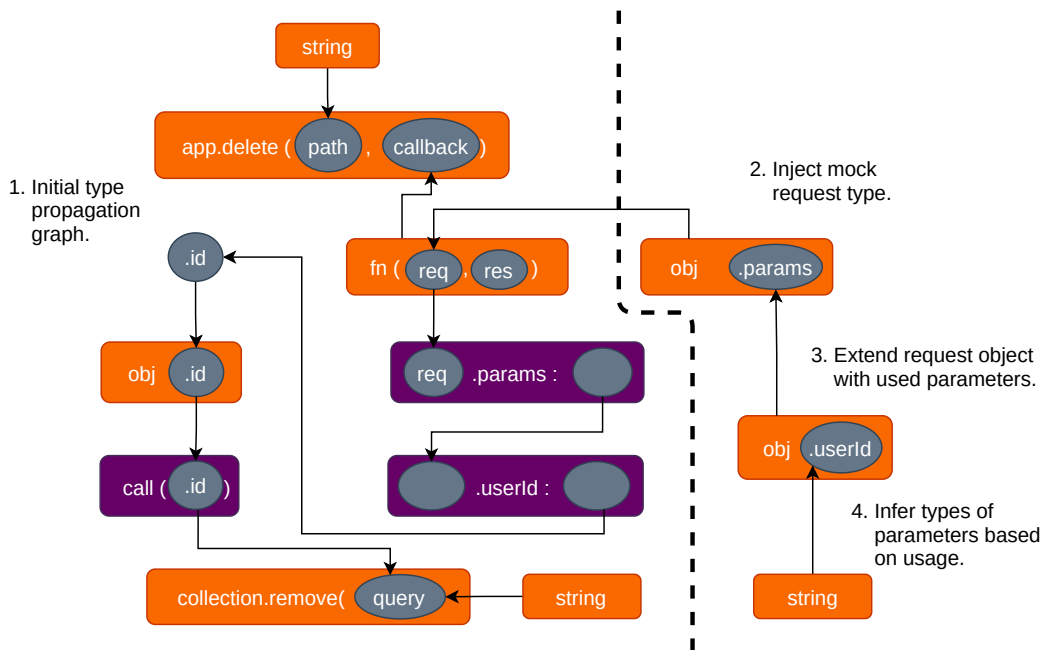 string
app.delete ( path , callback )
1. Initial type
propagation
graph.
2. Inject mock
request type.
.id
fn ( req , res )
obj .params
obj .id
req .params :
3. Extend request object
with used parameters.
call ( .id )
.userId :
obj .userId
4. Infer types of
parameters based
on usage.
collection.remove( query
string
string